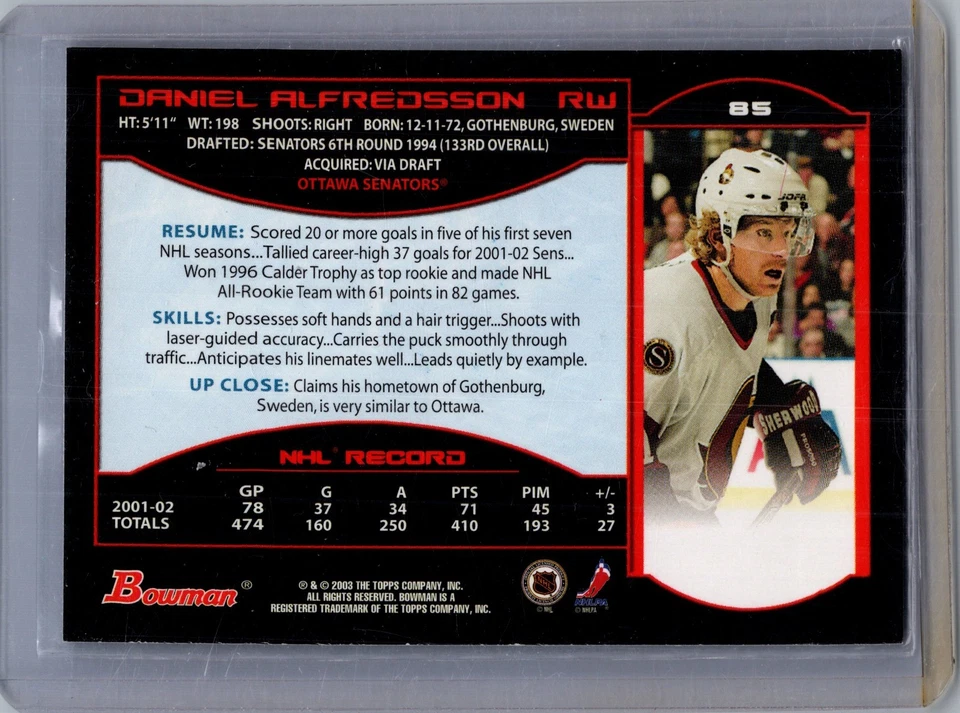 DANIEL ALFREDSSON RW
HT: 5'11" WT: 198 SHOOTS: RIGHT BORN: 12-11-72, GOTHENBURG, SWEDEN
DRAFTED: SENATORS 6TH ROUND 1994 (133RD OVERALL)
ACQUIRED: VIA DRAFT
OTTAWA SENATORS®
RESUME: Scored 20 or more goals in five of his first seven
NHL seasons...Tallied career-high 37 goals for 2001-02 Sens...
Won 1996 Calder Trophy as top rookie and made NHL
All-Rookie Team with 61 points in 82 games.
SKILLS: Possesses soft hands and a hair trigger...Shoots with
laser-guided accuracy...Carries the puck smoothly through
traffic...Anticipates his linemates well...Leads quietly by example.
UP CLOSE: Claims his hometown of Gothenburg,
Sweden, is very similar to Ottawa.
NHL® RECORD
GP G A PTS PIM +/-
2001-02 78 37 34 71 45 3
TOTALS 474 160 250 410 193 27
Bowman®
® & © 2003 THE TOPPS COMPANY, INC.
ALL RIGHTS RESERVED. BOWMAN IS A
REGISTERED TRADEMARK OF THE TOPPS COMPANY, INC.
© NHL
NHLPA
© NHLPA
85
JOFA
S
SHERWOOD